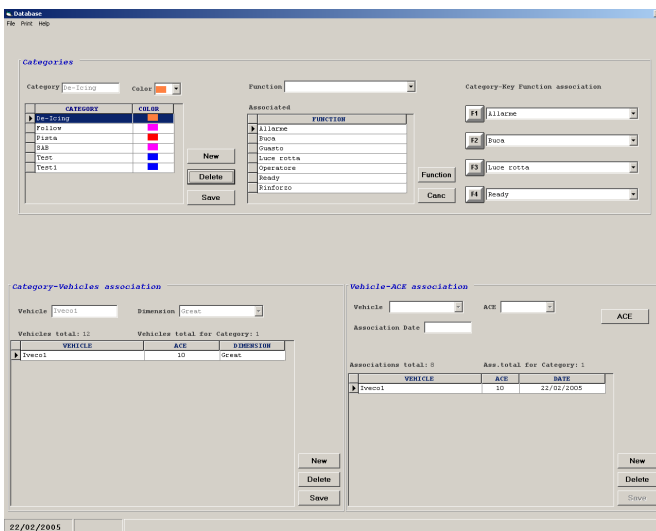 Database
File Print Help
Categories
Category De-Icing Color
CATEGORY COLOR
De-Icing
Follow
Pista
SAB
Test
Test1
New
Delete
Save
Function
Associated
FUNCTION
Allarme
Buca
Guasto
Luce rotta
Operatore
Ready
Rinforzo
Function
Canc
Category-Key Function association
F1 Allarme
F2 Buca
F3 Luce rotta
F4 Ready
Category-Vehicles association
Vehicle Iveco1 Dimension Great
Vehicles total: 12 Vehicles total for Category: 1
VEHICLE ACE DIMENSION
Iveco1 10 Great
New
Delete
Save
Vehicle-ACE association
Vehicle ACE
ACE
Association Date
Associations total: 8 Ass.total for Category: 1
VEHICLE ACE DATE
Iveco1 10 22/02/2005
New
Delete
Save
22/02/2005